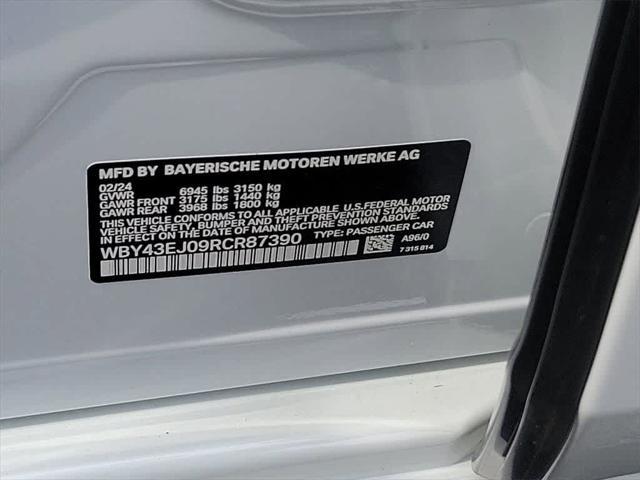 MFD BY BAYERISCHE MOTOREN WERKE AG
02/24
GVWR 6945 lbs 3150 kg
GAWR FRONT 3175 lbs 1440 kg
GAWR REAR 3968 lbs 1800 kg
THIS VEHICLE CONFORMS TO ALL APPLICABLE U.S.FEDERAL MOTOR
VEHICLE SAFETY, BUMPER AND THEFT PREVENTION STANDARDS
IN EFFECT ON THE DATE OF MANUFACTURE SHOWN ABOVE.
WBY43EJ09RCR87390 TYPE: PASSENGER CAR
A96/0
7 315 814